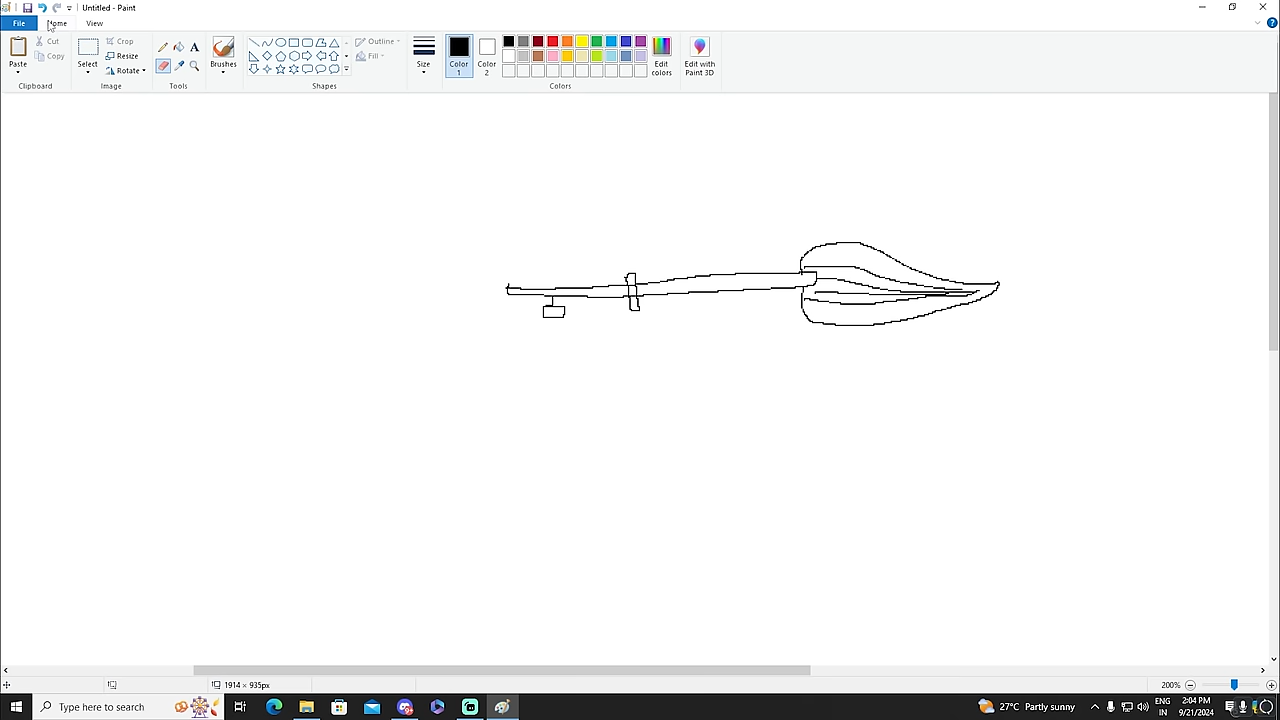 Untitled - Paint
File Home View
Paste
Cut
Copy
Clipboard
Select
Crop
Resize
Rotate
Image
Tools
Brushes
Shapes
Outline
Fill
Size
Color 1
Color 2
Colors
Edit colors
Edit with Paint 3D
1914 × 935px
200%
Type here to search
27°C Partly sunny
ENG IN
2:04 PM
9/21/2024